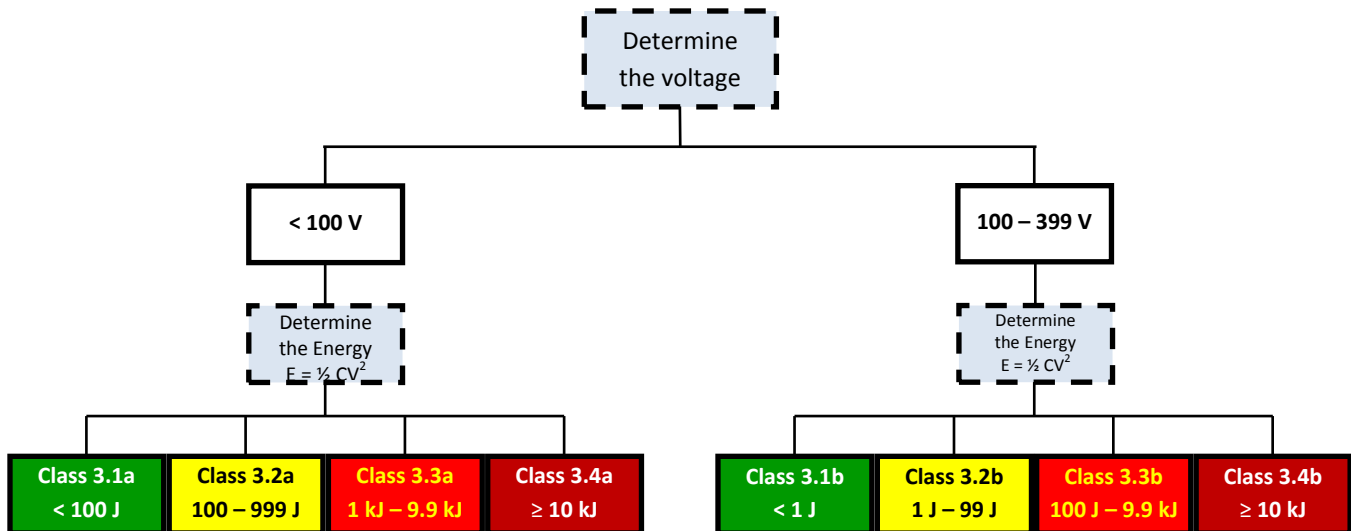 Determine
the voltage
< 100 V
100 – 399 V
Determine
the Energy
E = ½ CV²
Determine
the Energy
E = ½ CV²
Class 3.1a
< 100 J
Class 3.2a
100 – 999 J
Class 3.3a
1 kJ – 9.9 kJ
Class 3.4a
≥ 10 kJ
Class 3.1b
< 1 J
Class 3.2b
1 J – 99 J
Class 3.3b
100 J – 9.9 kJ
Class 3.4b
≥ 10 kJ